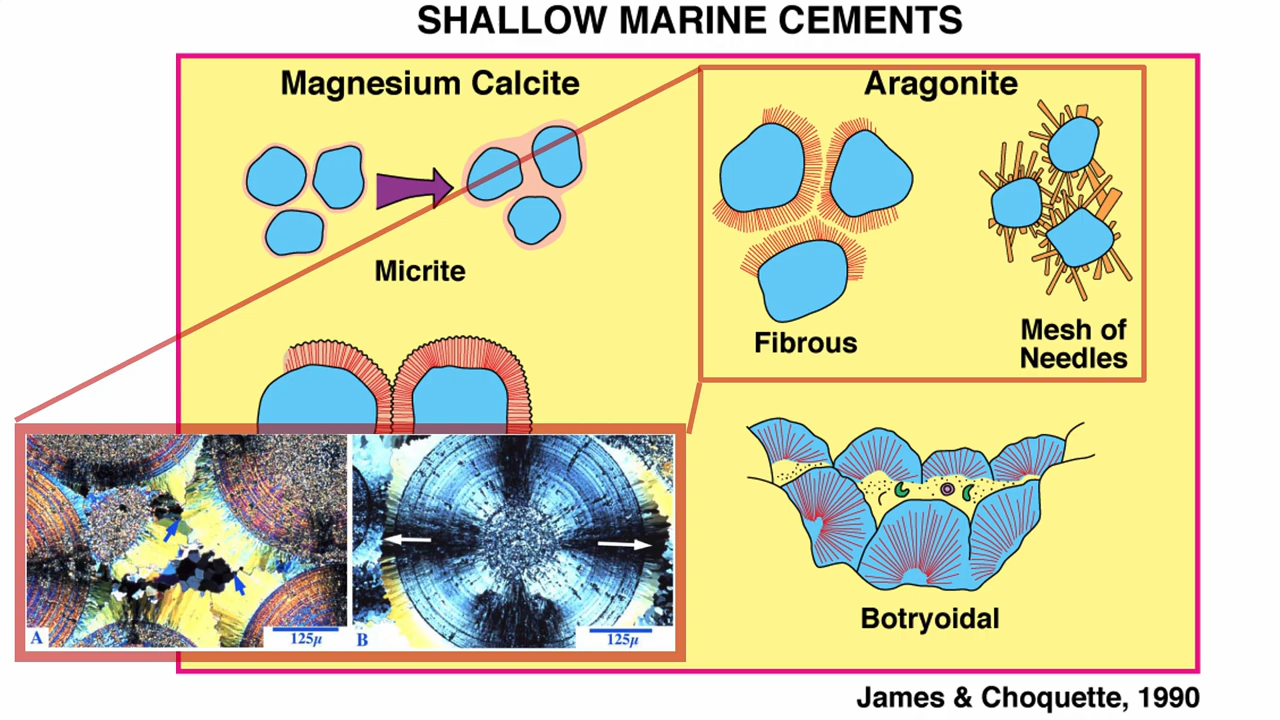 SHALLOW MARINE CEMENTS
Magnesium Calcite
Aragonite
Micrite
Fibrous
Mesh of
Needles
A
125µ
B
125µ
Botryoidal
James & Choquette, 1990